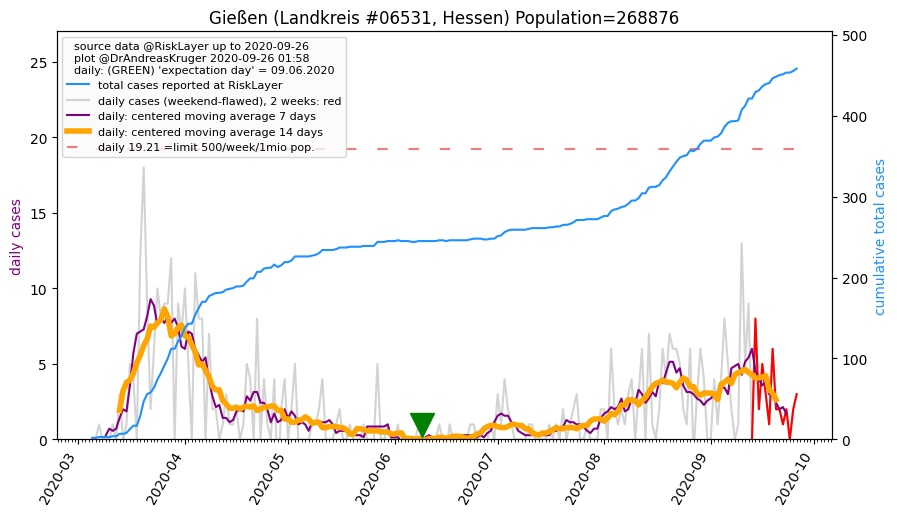 Gießen (Landkreis #06531, Hessen) Population=268876
source data @RiskLayer up to 2020-09-26
plot @DrAndreasKruger 2020-09-26 01:58
daily: (GREEN) 'expectation day' = 09.06.2020
total cases reported at RiskLayer
daily cases (weekend-flawed), 2 weeks: red
daily: centered moving average 7 days
daily: centered moving average 14 days
daily 19.21 =limit 500/week/1mio pop.
daily cases
25
20
15
10
5
0
cumulative total cases
500
400
300
200
100
0
2020-03
2020-04
2020-05
2020-06
2020-07
2020-08
2020-09
2020-10